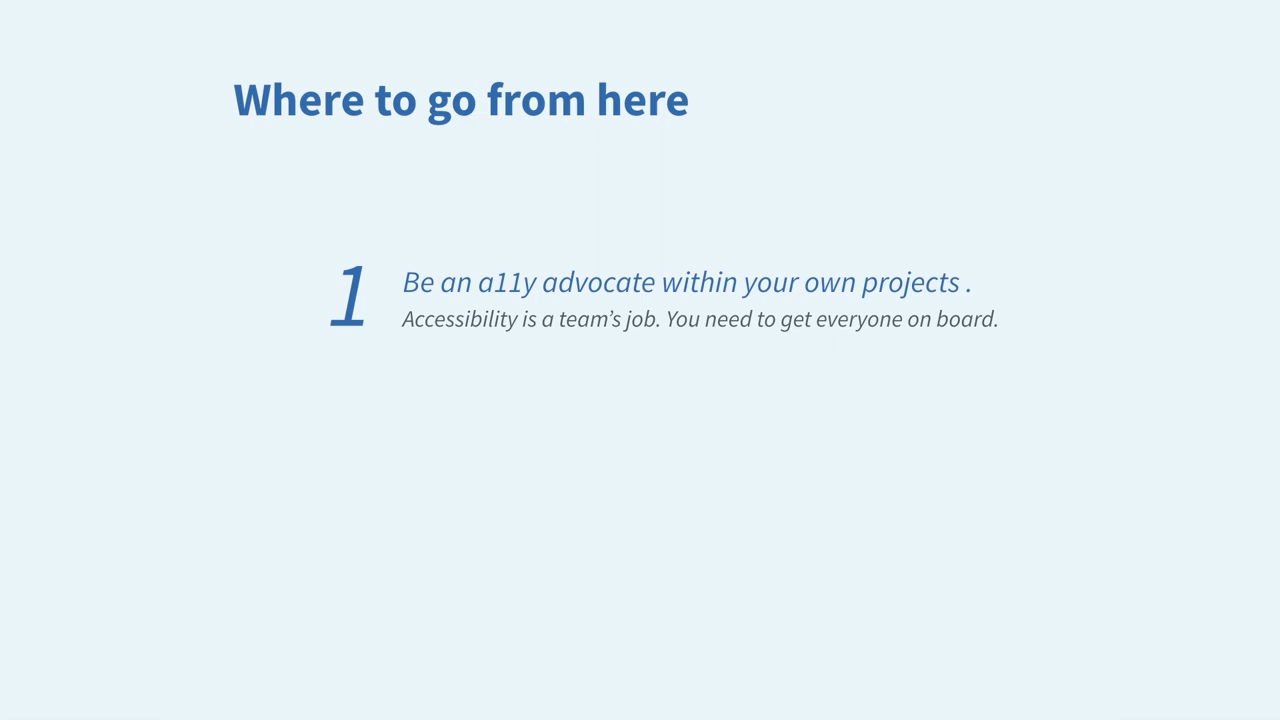 Where to go from here
1 Be an a11y advocate within your own projects .
Accessibility is a team’s job. You need to get everyone on board.